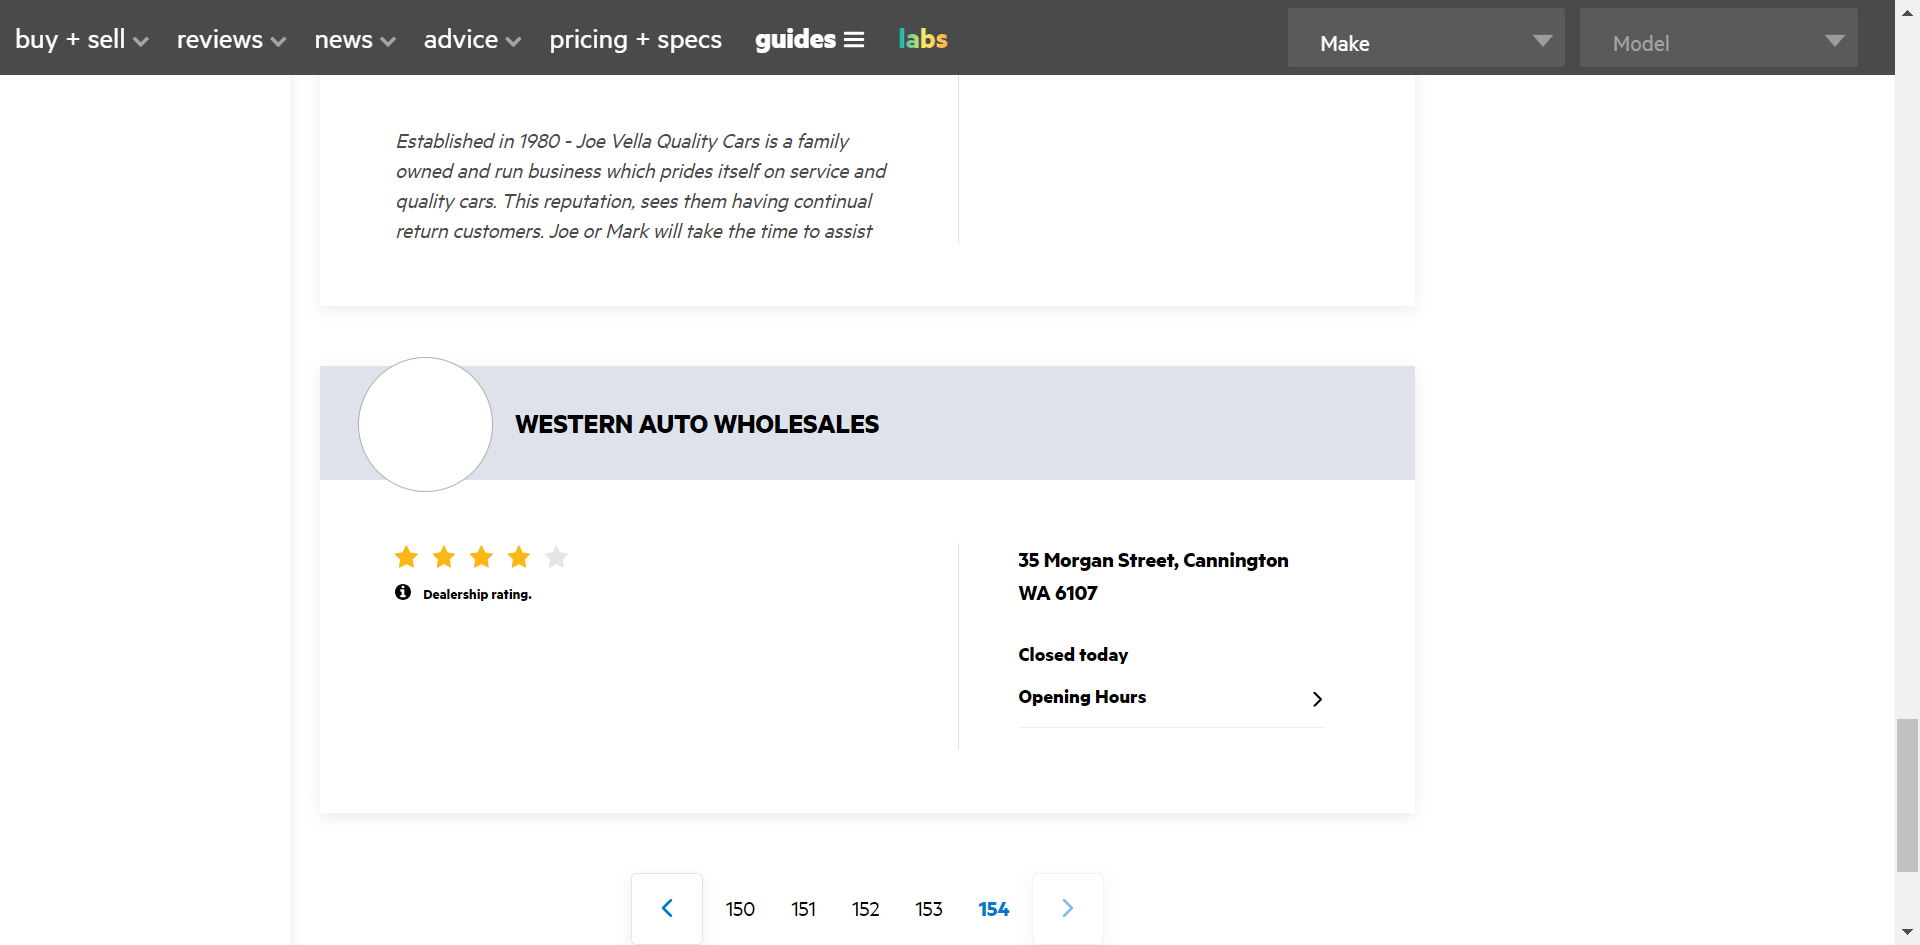 buy + sell reviews news advice pricing + specs guides labs Make Model
Established in 1980 - Joe Vella Quality Cars is a family
owned and run business which prides itself on service and
quality cars. This reputation, sees them having continual
return customers. Joe or Mark will take the time to assist
WESTERN AUTO WHOLESALES
Dealership rating.
35 Morgan Street, Cannington
WA 6107
Closed today
Opening Hours
150 151 152 153 154